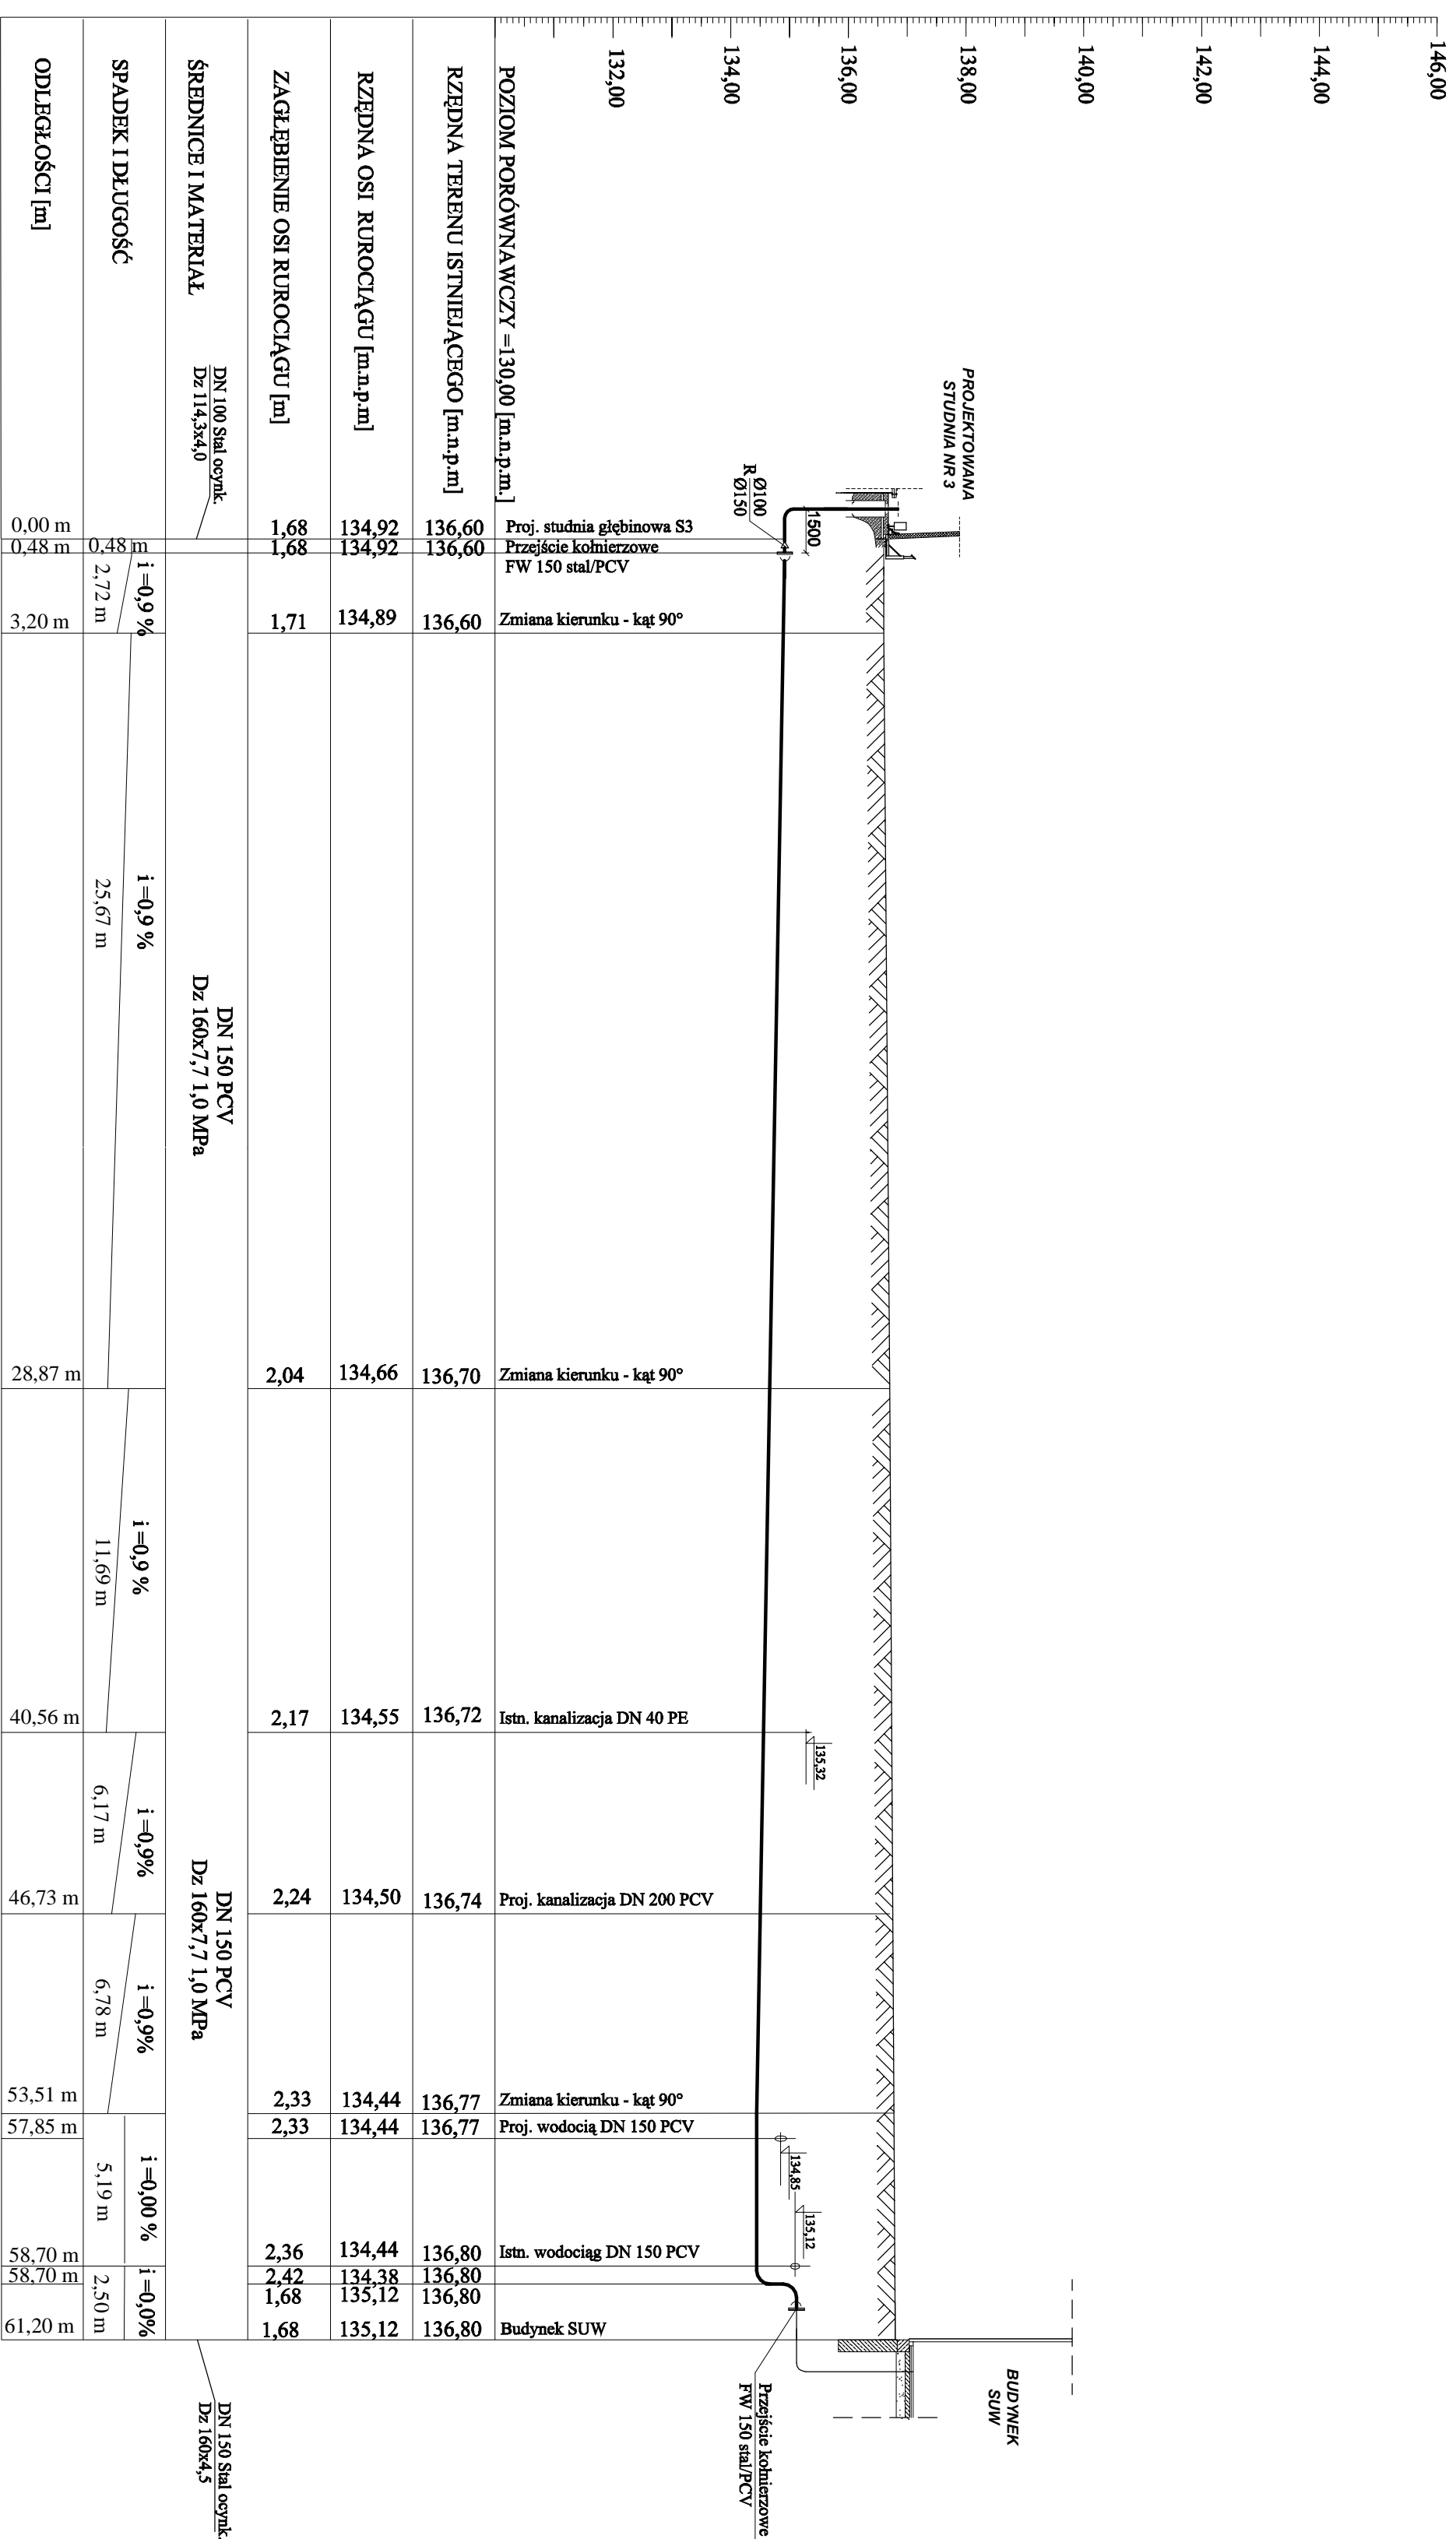 146,00
144,00
142,00
140,00
138,00
136,00
134,00
132,00
PROJEKTOWANA
STUDNIA NR 3
Ø100
R Ø150
1500
135,32
134,85
135,12
BUDYNEK
SUW
Przejście kołnierzowe
FW 150 stal/PCV
POZIOM PORÓWNAWCZY =130,00 [m.n.p.m.]
Proj. studnia głębinowa S3
Przejście kołnierzowe
FW 150 stal/PCV
Zmiana kierunku - kąt 90°
Zmiana kierunku - kąt 90°
Istn. kanalizacja DN 40 PE
Proj. kanalizacja DN 200 PCV
Zmiana kierunku - kąt 90°
Proj. wodocią DN 150 PCV
Istn. wodociąg DN 150 PCV
Budynek SUW
RZĘDNA TERENU ISTNIEJĄCEGO [m.n.p.m]
136,60
136,60
136,60
136,70
136,72
136,74
136,77
136,77
136,80
136,80
136,80
136,80
RZĘDNA OSI RUROCIĄGU [m.n.p.m]
134,92
134,92
134,89
134,66
134,55
134,50
134,44
134,44
134,44
134,38
135,12
135,12
ZAGŁĘBIENIE OSI RUROCIĄGU [m]
1,68
1,68
1,71
2,04
2,17
2,24
2,33
2,33
2,36
2,42
1,68
1,68
ŚREDNICE I MATERIAŁ
DN 100 Stal ocynk.
Dz 114,3x4,0
DN 150 PCV
Dz 160x7,7 1,0 MPa
DN 150 PCV
Dz 160x7,7 1,0 MPa
DN 150 Stal ocynk.
Dz 160x4,5
SPADEK I DŁUGOŚĆ
0,48 m
i =0,9 %
2,72 m
i =0,9 %
25,67 m
i =0,9 %
11,69 m
i =0,9%
6,17 m
i =0,9%
6,78 m
i =0,00 %
5,19 m
i =0,0%
2,50 m
ODLEGŁOŚCI [m]
0,00 m
0,48 m
3,20 m
28,87 m
40,56 m
46,73 m
53,51 m
57,85 m
58,70 m
58,70 m
61,20 m